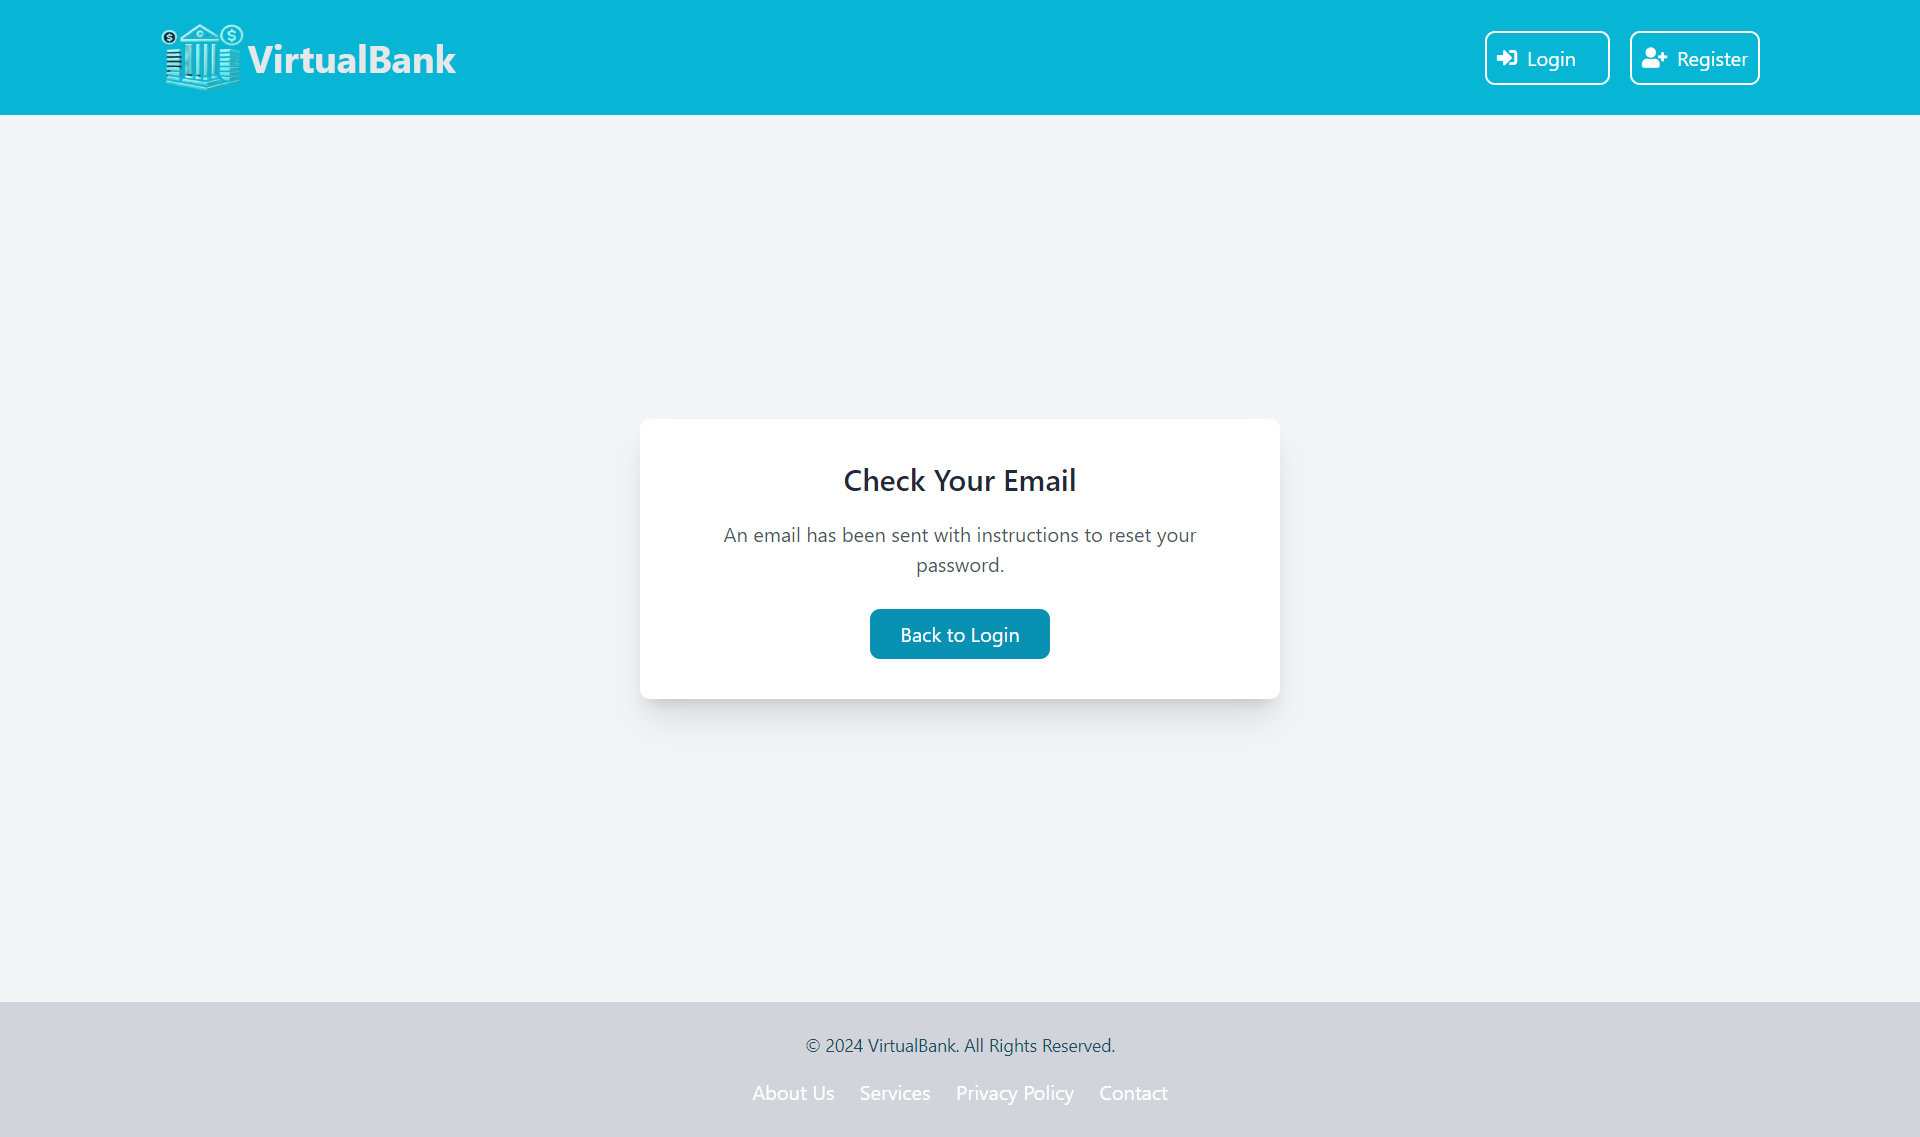 VirtualBank
Login
Register
Check Your Email
An email has been sent with instructions to reset your
password.
Back to Login
© 2024 VirtualBank. All Rights Reserved.
About Us Services Privacy Policy Contact